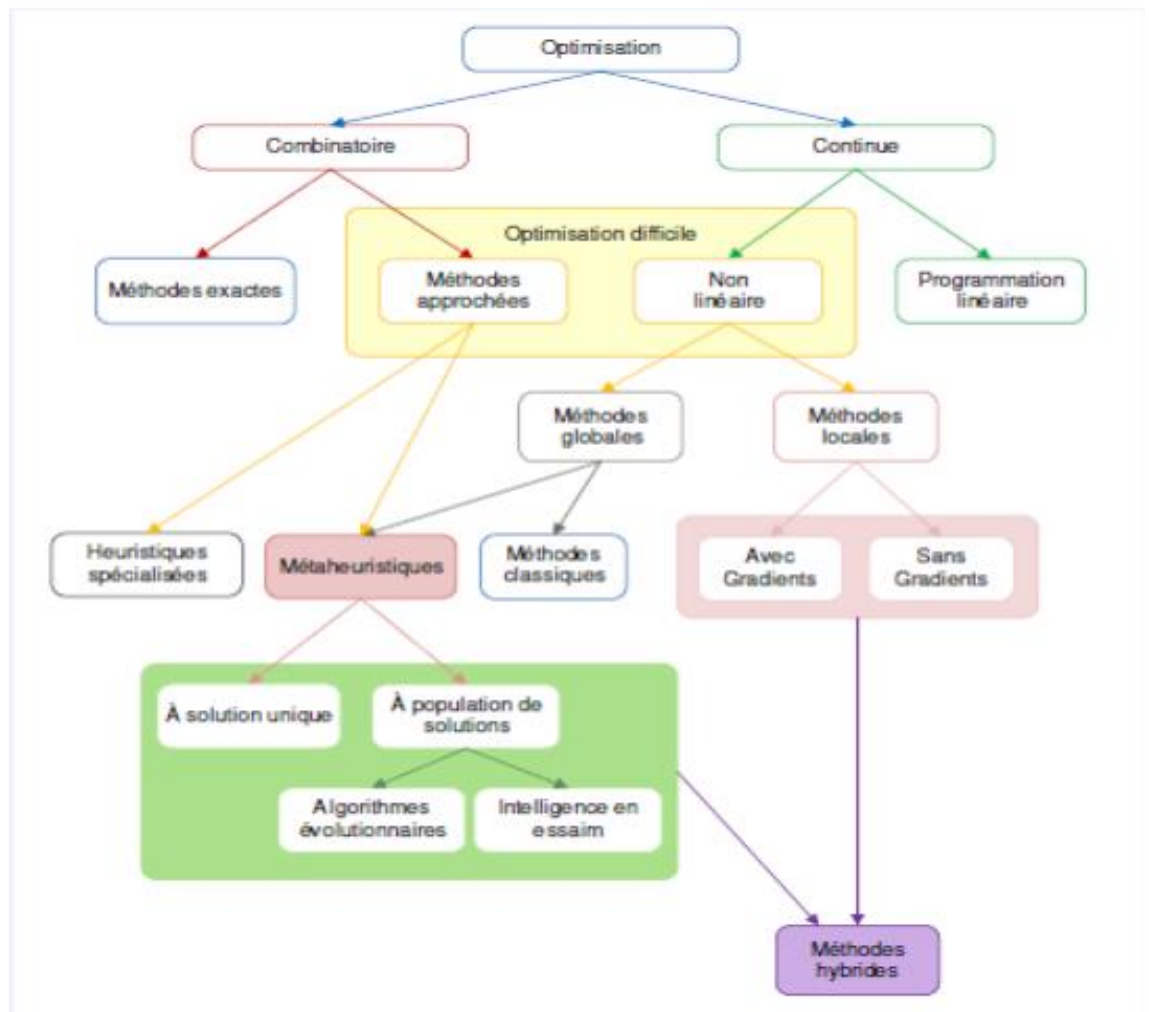 Optimisation
Combinatoire
Continue
Optimisation difficile
Méthodes exactes
Méthodes
approchées
Non
linéaire
Programmation
linéaire
Méthodes
globales
Méthodes
locales
Heuristiques
spécialisées
Métaheuristiques
Méthodes
classiques
Avec
Gradients
Sans
Gradients
À solution unique
À population de
solutions
Algorithmes
évolutionnaires
Intelligence en
essaim
Méthodes
hybrides